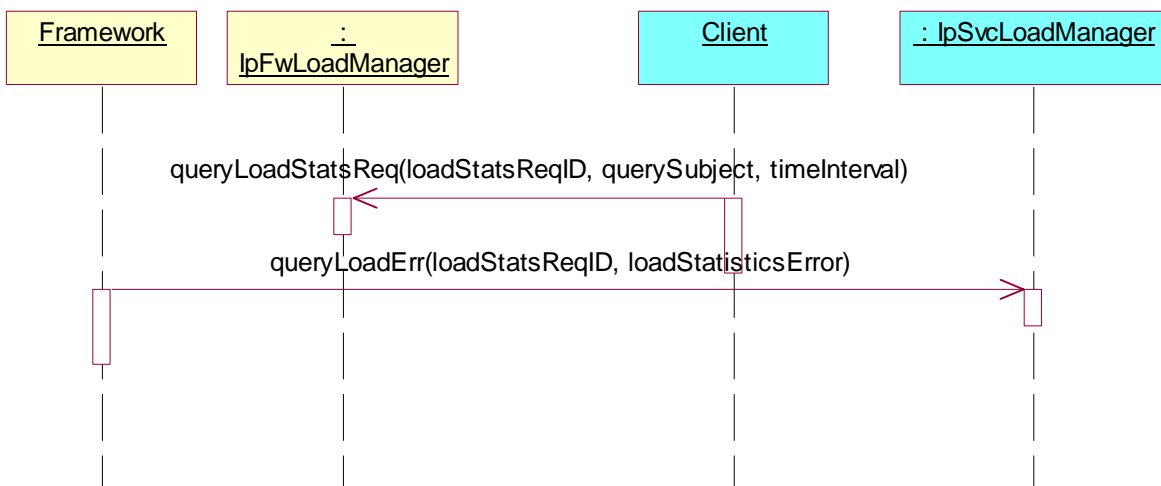 Framework
:
IpFwLoadManager
Client
: IpSvcLoadManager
queryLoadStatsReq(loadStatsReqID, querySubject, timeInterval)
queryLoadErr(loadStatsReqID, loadStatisticsError)